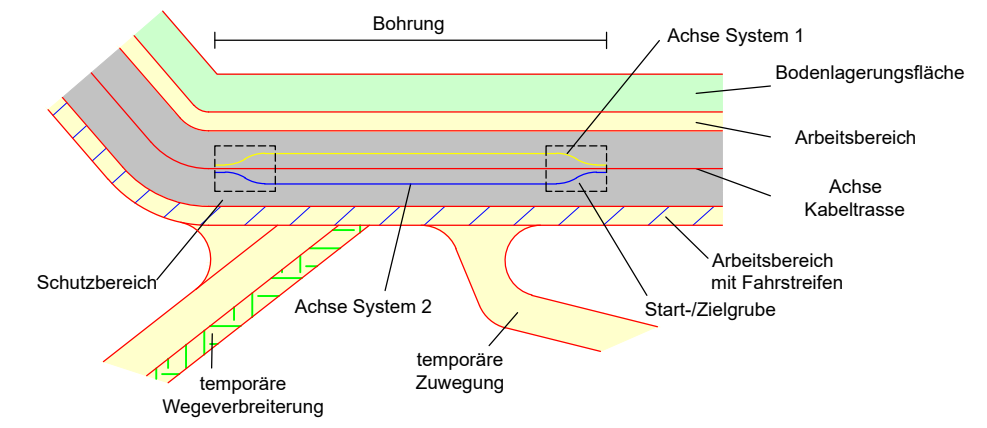 Bohrung
Achse System 1
Bodenlagerungsfläche
Arbeitsbereich
Achse
Kabeltrasse
Arbeitsbereich
mit Fahrstreifen
Schutzbereich
Achse System 2
Start-/Zielgrube
temporäre
Zuwegung
temporäre
Wegeverbreiterung